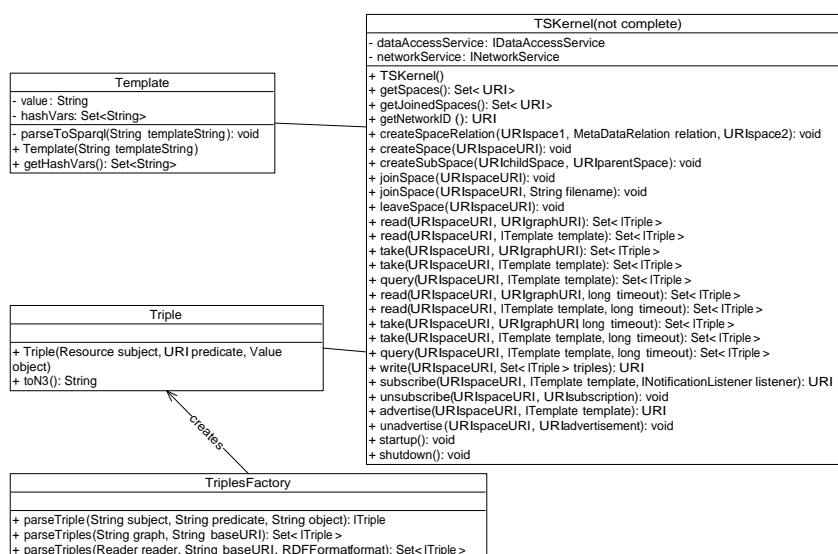 TSKernel(not complete)
- dataAccessService: IDataAccessService
- networkService: INetworkService
+ TSKernel()
+ getSpaces(): Set< URI>
+ getJoinedSpaces(): Set< URI>
+ getNetworkID (): URI
+ createSpaceRelation(URIspace1, MetaDataRelation relation, URIspace2): void
+ createSpace(URIspaceURI): void
+ createSubSpace(URIchildSpace, URIparentSpace): void
+ joinSpace(URIspaceURI): void
+ joinSpace(URIspaceURI, String filename): void
+ leaveSpace(URIspaceURI): void
+ read(URIspaceURI, URIgraphURI): Set< ITriple>
+ read(URIspaceURI, ITemplate template): Set< ITriple>
+ take(URIspaceURI, URIgraphURI): Set< ITriple>
+ take(URIspaceURI, ITemplate template): Set< ITriple>
+ query(URIspaceURI, ITemplate template): Set< ITriple>
+ read(URIspaceURI, URIgraphURI, long timeout): Set< ITriple>
+ read(URIspaceURI, ITemplate template, long timeout): Set< ITriple>
+ take(URIspaceURI, URIgraphURI long timeout): Set< ITriple>
+ take(URIspaceURI, ITemplate template, long timeout): Set< ITriple>
+ query(URIspaceURI, ITemplate template, long timeout): Set< ITriple>
+ write(URIspaceURI, Set< ITriple> triples): URI
+ subscribe(URIspaceURI, ITemplate template, INotificationListener listener): URI
+ unsubscribe(URIspaceURI, URIsubscription): void
+ advertise(URIspaceURI, ITemplate template): URI
+ unadvertise(URIspaceURI, URIadvertisement): void
+ startup(): void
+ shutdown(): void
Template
- value: String
- hashVars: Set<String>
- parseToSparql(String templateString): void
+ Template(String templateString)
+ getHashVars(): Set<String>
Triple
+ Triple(Resource subject, URI predicate, Value
object)
+ toN3(): String
creates
TriplesFactory
+ parseTriple(String subject, String predicate, String object): ITriple
+ parseTriples(String graph, String baseURI): Set< ITriple>
+ parseTriples(Reader reader, String baseURI, RDFFormatformat): Set< ITriple>